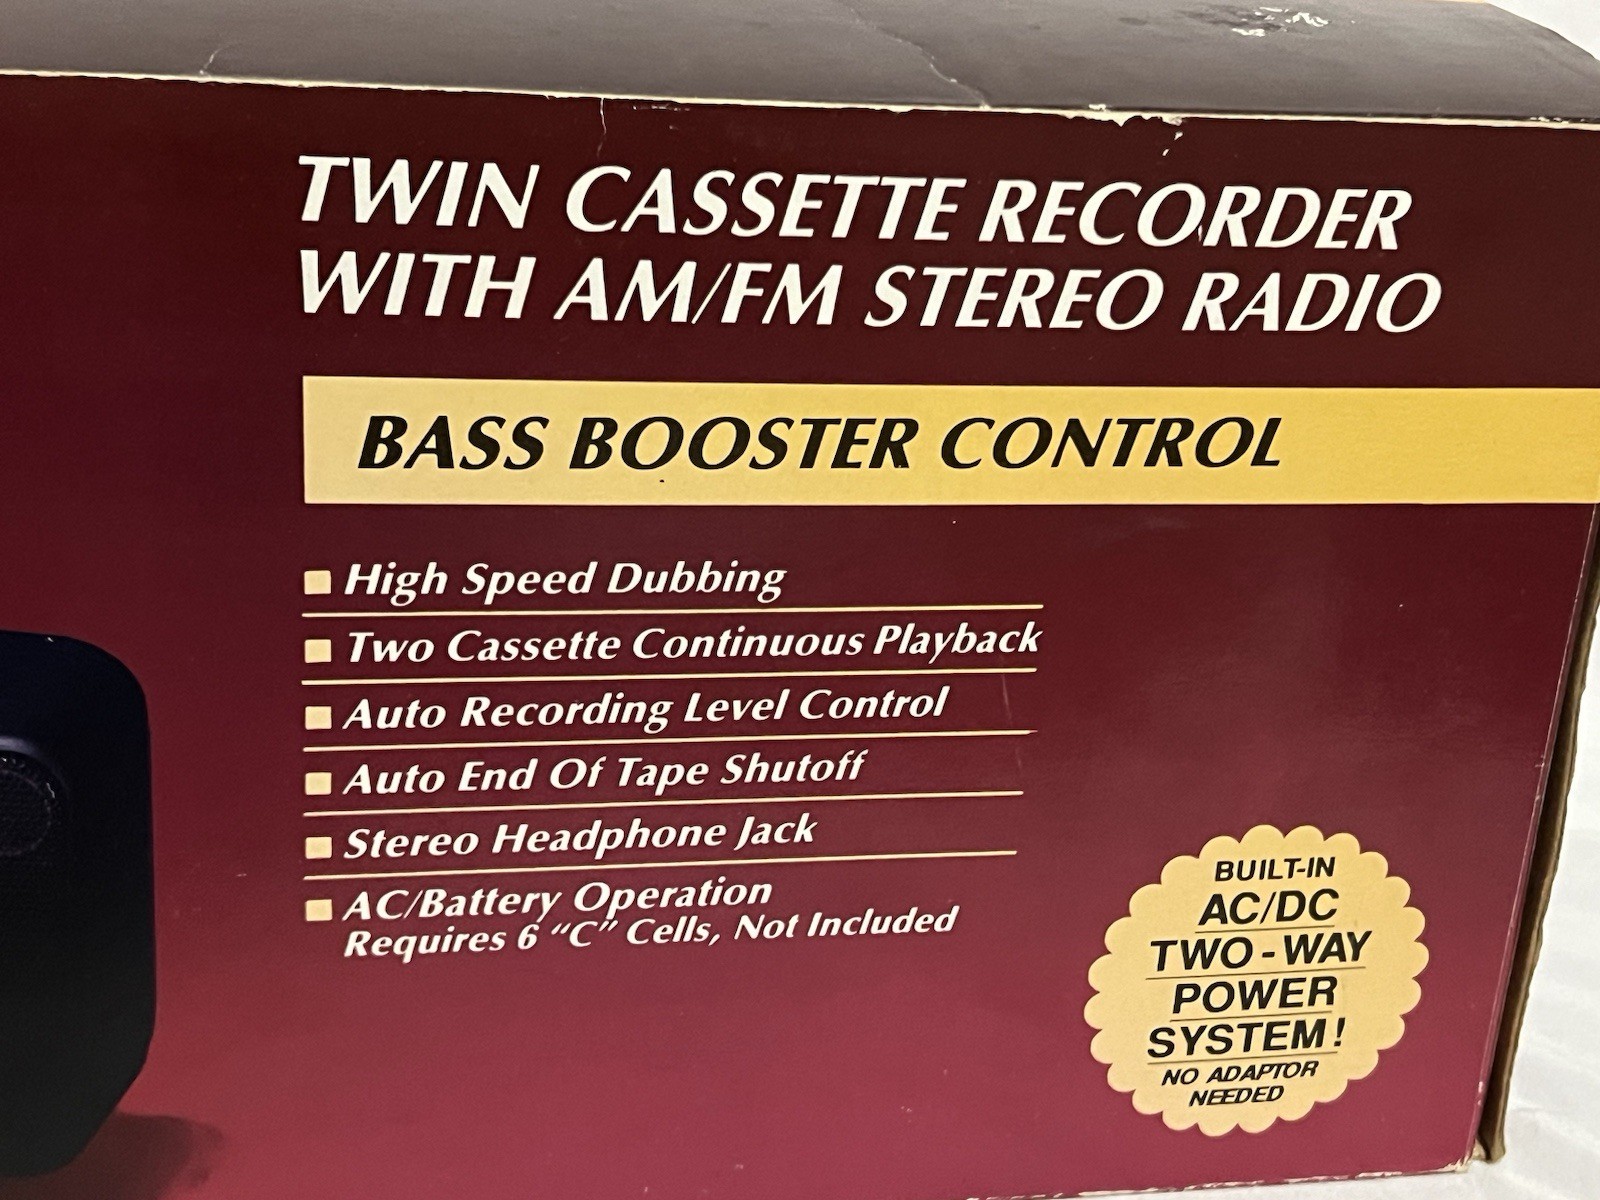 TWIN CASSETTE RECORDER
WITH AM/FM STEREO RADIO
BASS BOOSTER CONTROL
High Speed Dubbing
Two Cassette Continuous Playback
Auto Recording Level Control
Auto End Of Tape Shutoff
Stereo Headphone Jack
AC/Battery Operation
Requires 6 “C” Cells, Not Included
BUILT-IN
AC/DC
TWO-WAY
POWER
SYSTEM!
NO ADAPTOR
NEEDED